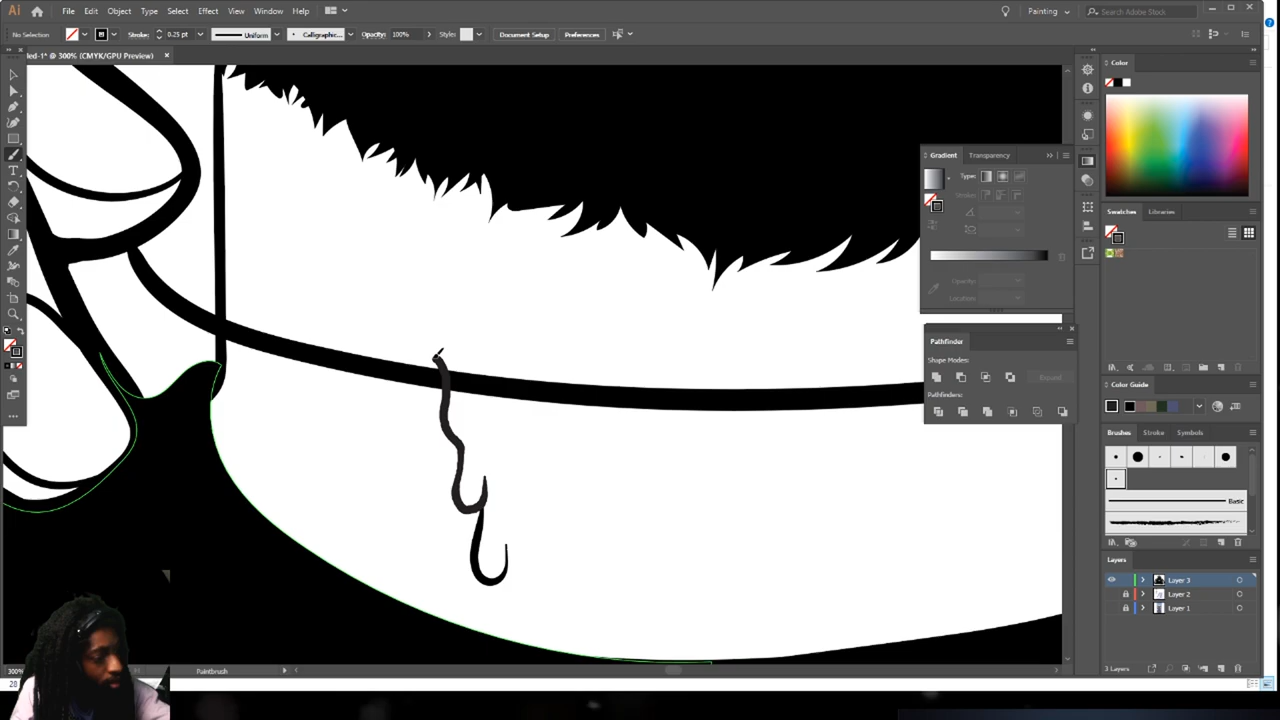 Ai File Edit Object Type Select Effect View Window Help Painting Search Adobe Stock
No Selection Stroke: 0.25 pt Uniform Calligraphic... Opacity: 100% Styles Document Setup Preferences
led-1* @ 300% (CMYK/GPU Preview) ×
Color
Gradient Transparency
Type:
Stroke:
Opacity:
Location:
Swatches Libraries
Pathfinder
Shape Modes:
Expand
Pathfinders:
Color Guide
Brushes Stroke Symbols
Basic
Layers
Layer 3
Layer 2
Layer 1
3 Layers
300% Paintbrush
28